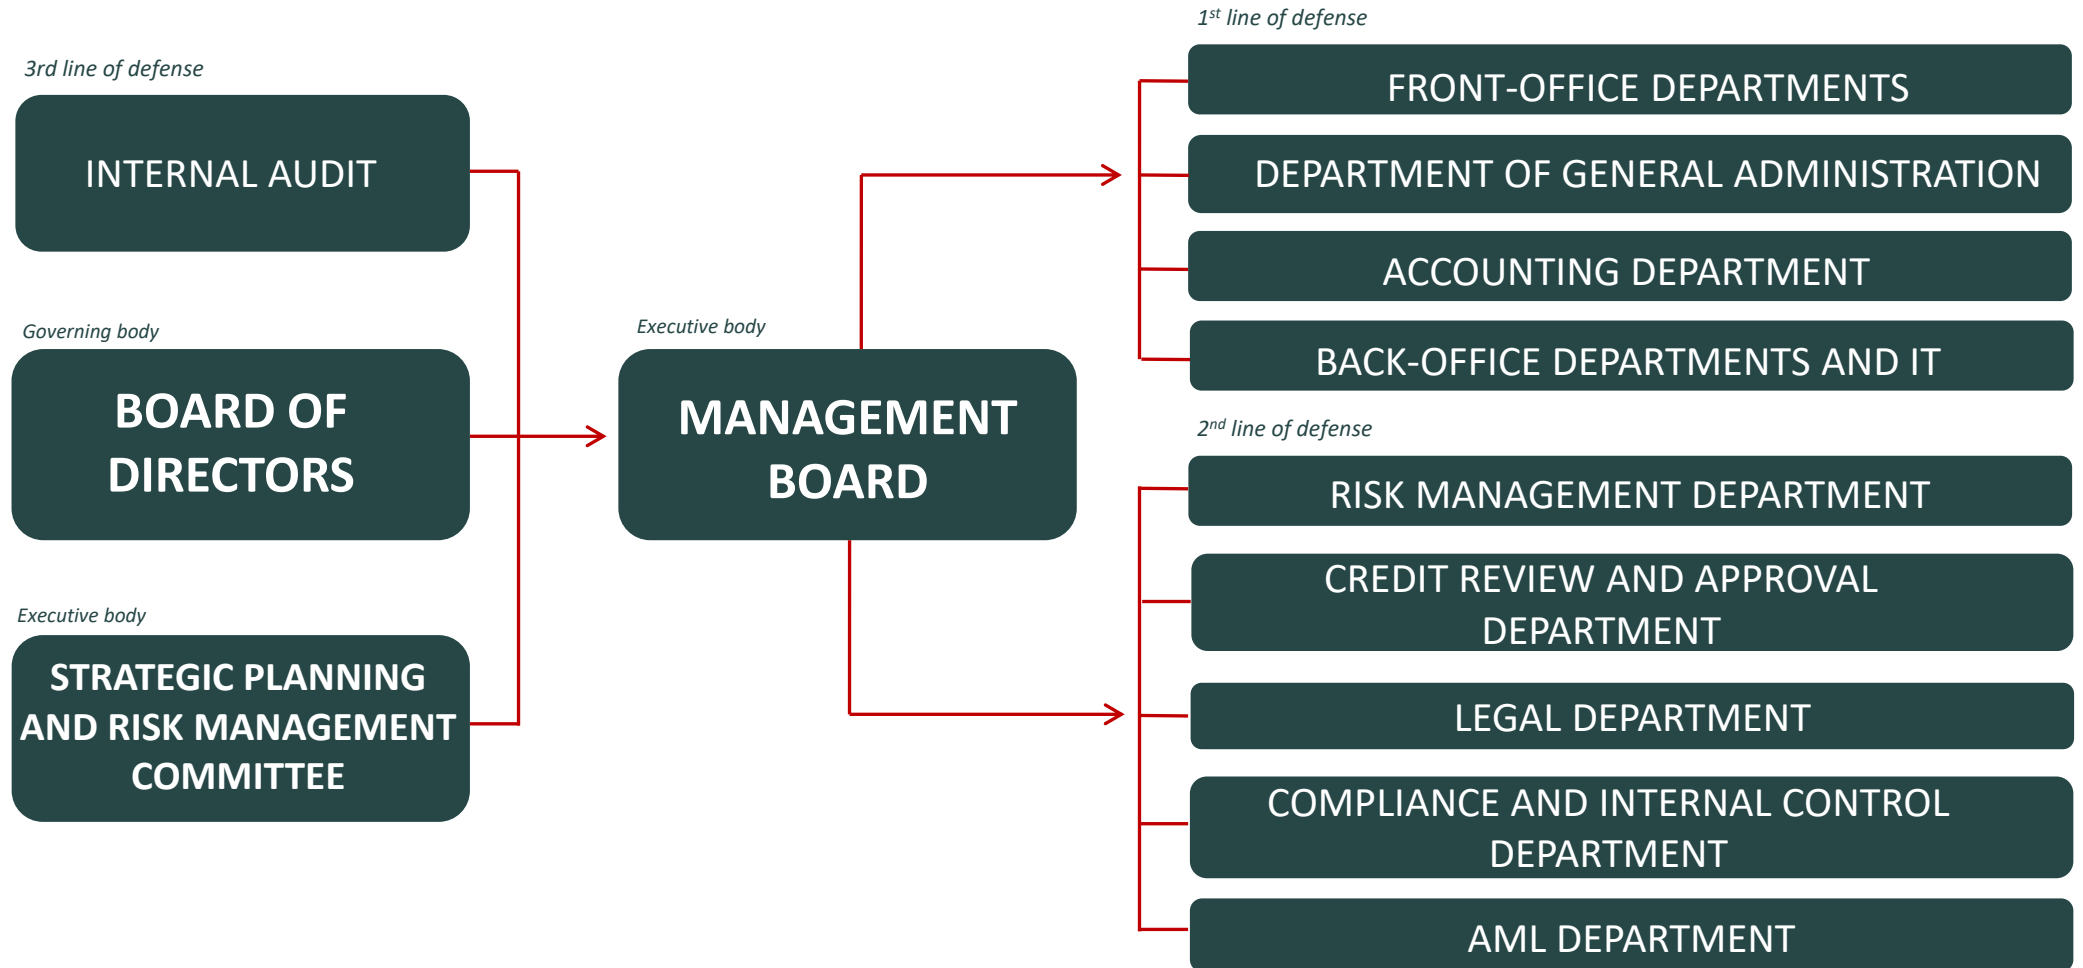 3rd line of defense
INTERNAL AUDIT
Governing body
BOARD OF
DIRECTORS
Executive body
STRATEGIC PLANNING
AND RISK MANAGEMENT
COMMITTEE
Executive body
MANAGEMENT
BOARD
1st line of defense
FRONT-OFFICE DEPARTMENTS
DEPARTMENT OF GENERAL ADMINISTRATION
ACCOUNTING DEPARTMENT
BACK-OFFICE DEPARTMENTS AND IT
2nd line of defense
RISK MANAGEMENT DEPARTMENT
CREDIT REVIEW AND APPROVAL
DEPARTMENT
LEGAL DEPARTMENT
COMPLIANCE AND INTERNAL CONTROL
DEPARTMENT
AML DEPARTMENT